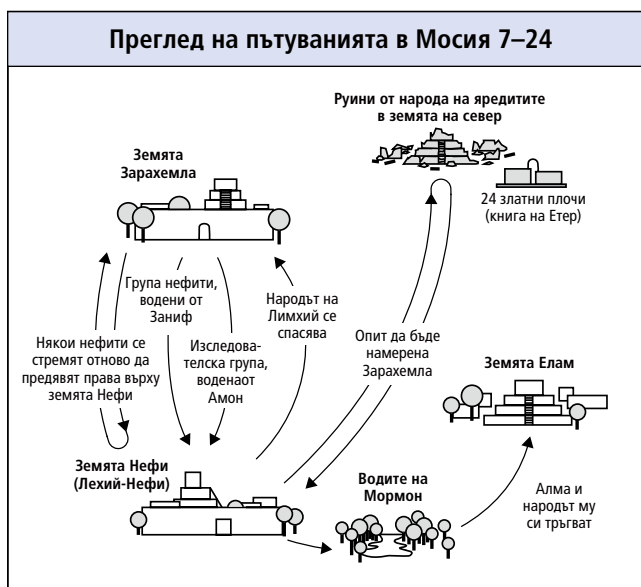 Преглед на пътуванията в Мосия 7–24
Руини от народа на яредитите
в земята на север
Земята
Зарахемла
24 златни плочи
(книга на Етер)
Група нефити,
водени от
Заниф
Народът на
Лимхий се
спасява
Някои нефити се
стремят отново да
предявят права върху
земята Нефи
Изследова-
телска група,
воденаот
Амон
Опит да бъде
намерена
Зарахемла
Земята Елам
Земята Нефи
(Лехий-Нефи)
Водите на
Мормон
Алма и
народът му
си тръгват